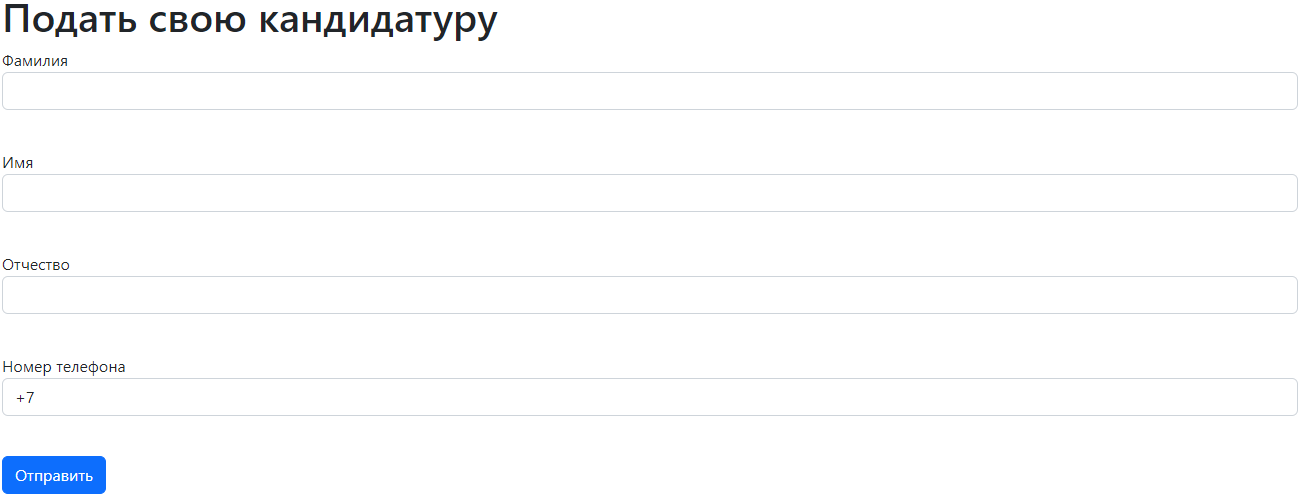 Подать свою кандидатуру
Фамилия
Имя
Отчество
Номер телефона
+7
Отправить